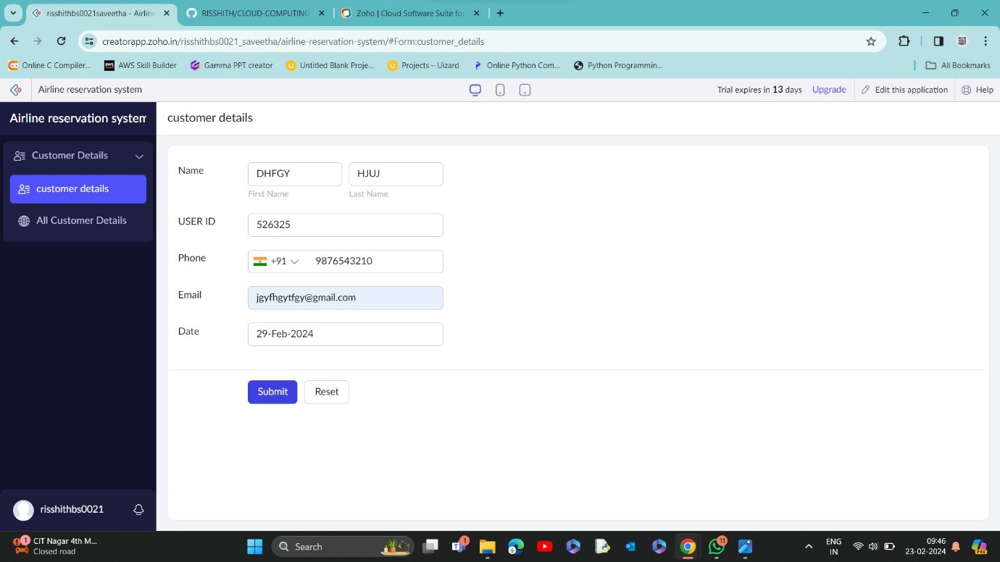 risshithbs0021saveetha - Airline
RISSHITH/CLOUD-COMPUTING
Zoho | Cloud Software Suite for
creatorapp.zoho.in/risshithbs0021_saveetha/airline-reservation-system/#Form:customer_details
Online C Compiler...
AWS Skill Builder
Gamma PPT creator
Untitled Blank Proje...
Projects – Uizard
Online Python Com...
Python Programmin...
All Bookmarks
Airline reservation system
Trial expires in 13 days
Upgrade
Edit this application
Help
Airline reservation system
customer details
Customer Details
customer details
All Customer Details
Name
DHFGY
HJUJ
First Name
Last Name
USER ID
526325
Phone
+91
9876543210
Email
jgyfhgytfgy@gmail.com
Date
29-Feb-2024
Submit
Reset
risshithbs0021
1
CIT Nagar 4th M...
Closed road
Search
1
11
ENG
IN
09:46
23-02-2024
PRE